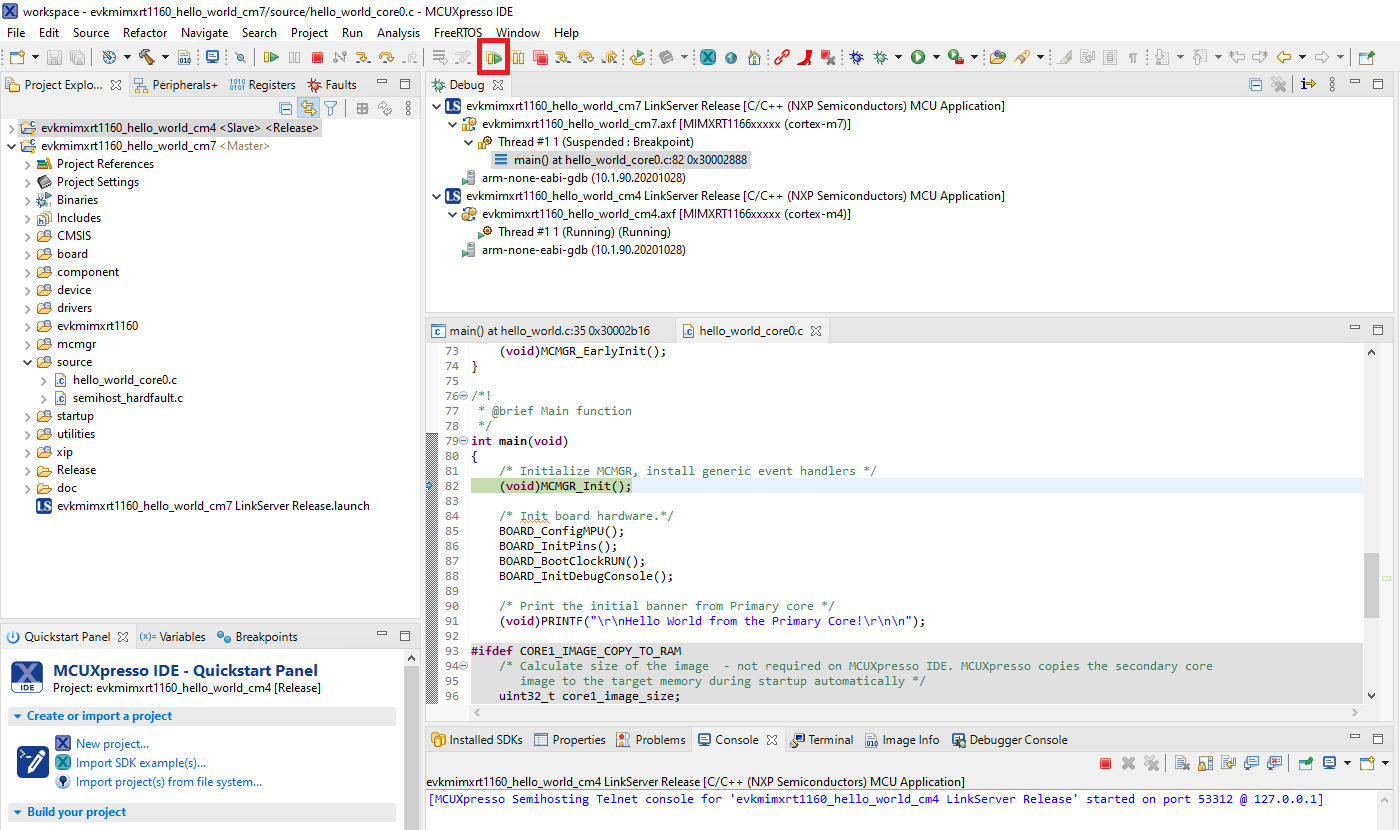 workspace - evkmimxrt1160_hello_world_cm7/source/hello_world_core0.c - MCUXpresso IDE
File Edit Source Refactor Navigate Search Project Run Analysis FreeRTOS Window Help
Project Explo... Peripherals+ Registers Faults
evkmimxrt1160_hello_world_cm4 <Slave> <Release>
evkmimxrt1160_hello_world_cm7 <Master>
Project References
Project Settings
Binaries
Includes
CMSIS
board
component
device
drivers
evkmimxrt1160
mcmgr
source
hello_world_core0.c
semihost_hardfault.c
startup
utilities
xip
Release
doc
LS evkmimxrt1160_hello_world_cm7 LinkServer Release.launch
Debug
LS evkmimxrt1160_hello_world_cm7 LinkServer Release [C/C++ (NXP Semiconductors) MCU Application]
evkmimxrt1160_hello_world_cm7.axf [MIMXRT1166xxxxx (cortex-m7)]
Thread #1 1 (Suspended : Breakpoint)
main() at hello_world_core0.c:82 0x30002888
arm-none-eabi-gdb (10.1.90.20201028)
LS evkmimxrt1160_hello_world_cm4 LinkServer Release [C/C++ (NXP Semiconductors) MCU Application]
evkmimxrt1160_hello_world_cm4.axf [MIMXRT1166xxxxx (cortex-m4)]
Thread #1 1 (Running) (Running)
arm-none-eabi-gdb (10.1.90.20201028)
main() at hello_world.c:35 0x30002b16 hello_world_core0.c
73 (void)MCMGR_EarlyInit();
74 }
75
76 /*!
77 * @brief Main function
78 */
79 int main(void)
80 {
81 /* Initialize MCMGR, install generic event handlers */
82 (void)MCMGR_Init();
83
84 /* Init board hardware.*/
85 BOARD_ConfigMPU();
86 BOARD_InitPins();
87 BOARD_BootClockRUN();
88 BOARD_InitDebugConsole();
89
90 /* Print the initial banner from Primary core */
91 (void)PRINTF("\r\nHello World from the Primary Core!\r\n\n");
92
93 #ifdef CORE1_IMAGE_COPY_TO_RAM
94 /* Calculate size of the image - not required on MCUXpresso IDE. MCUXpresso copies the secondary core
95 image to the target memory during startup automatically */
96 uint32_t core1_image_size;
Quickstart Panel (x)= Variables Breakpoints
IDE MCUXpresso IDE - Quickstart Panel
Project: evkmimxrt1160_hello_world_cm4 [Release]
Create or import a project
New project...
Import SDK example(s)...
Import project(s) from file system...
Build your project
Installed SDKs Properties Problems Console Terminal Image Info Debugger Console
evkmimxrt1160_hello_world_cm4 LinkServer Release [C/C++ (NXP Semiconductors) MCU Application]
[MCUXpresso Semihosting Telnet console for 'evkmimxrt1160_hello_world_cm4 LinkServer Release' started on port 53312 @ 127.0.0.1]